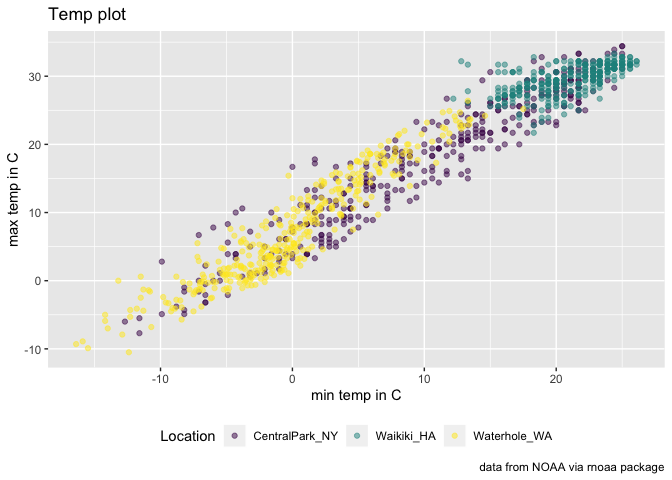 Temp plot
max temp in C
30
20
10
0
-10
-10
0
10
20
min temp in C
Location CentralPark_NY Waikiki_HA Waterhole_WA
data from NOAA via rnoaa package